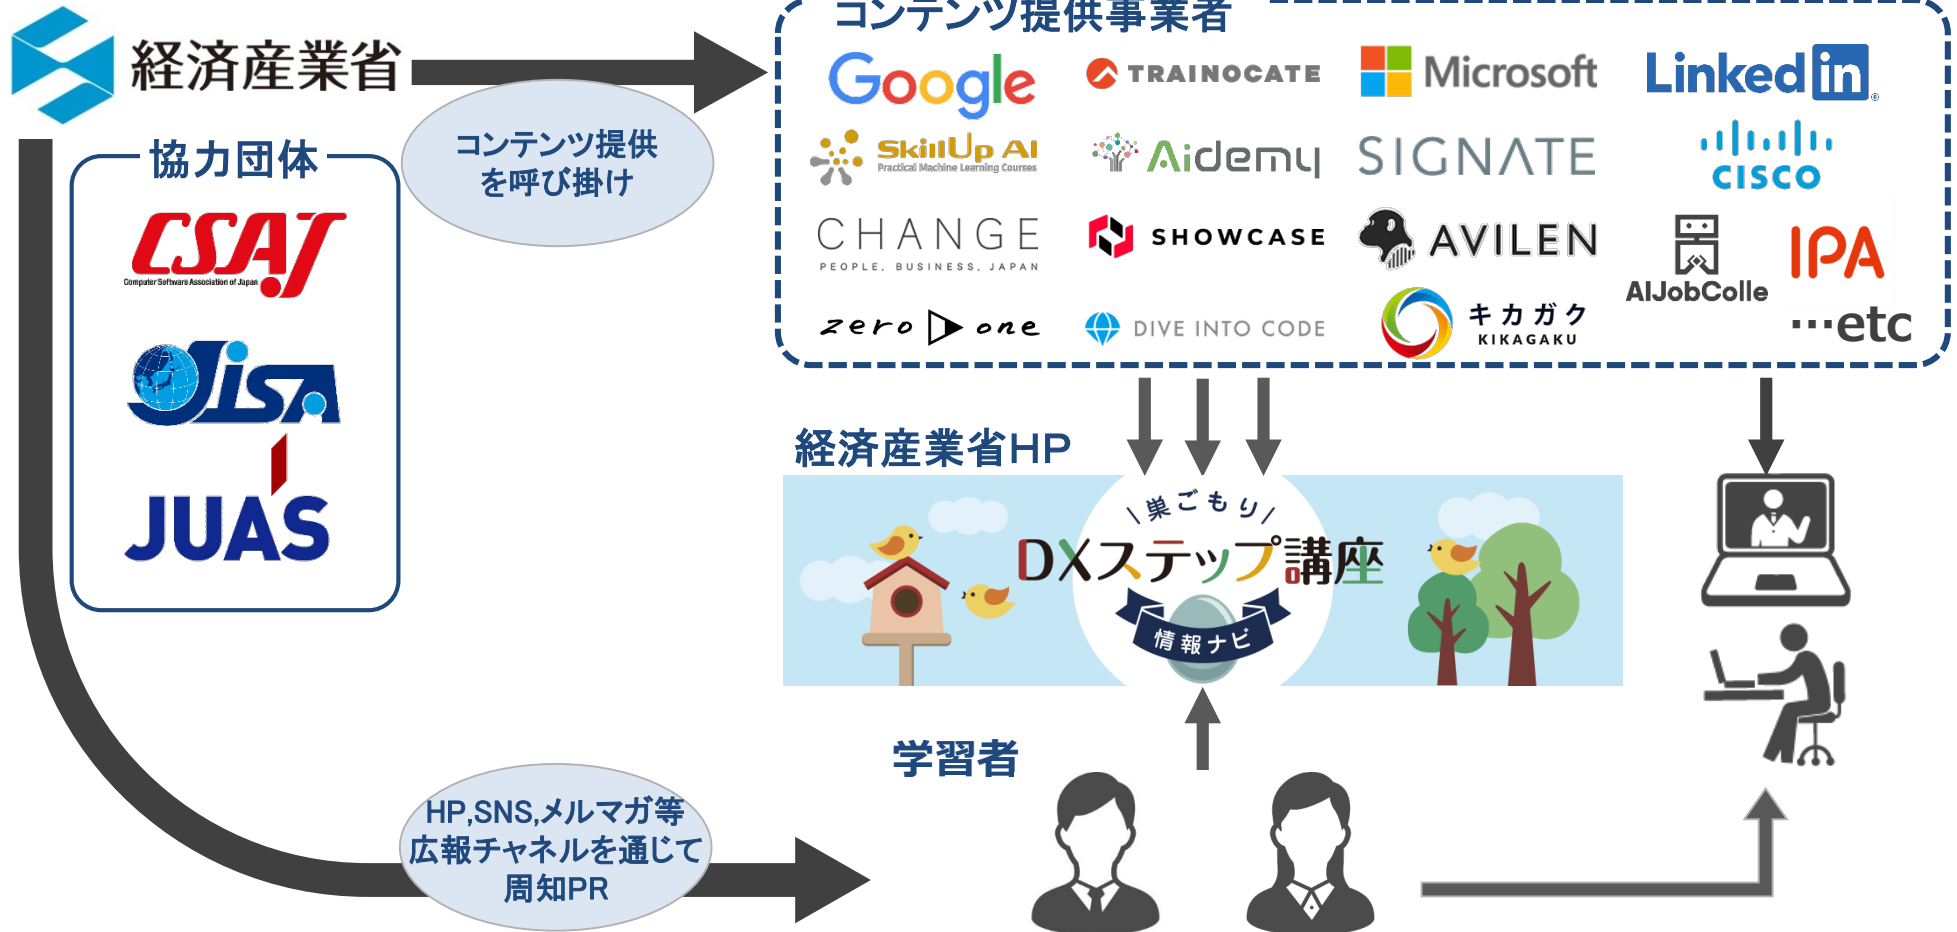 経済産業省
コンテンツ提供
を呼び掛け
協力団体
CSAJ
Computer Software Association of Japan
JISA
JUAS
コンテンツ提供事業者
Google
TRAINOCATE
Microsoft
Linked in
SkillUp AI
Practical Machine Learning Courses
Aidemy
SIGNATE
CISCO
CHANGE
PEOPLE, BUSINESS, JAPAN
SHOWCASE
AVILEN
AIJobColle
IPA
zero one
DIVE INTO CODE
キカガク
KIKAGAKU
…etc
経済産業省HP
\巣ごもり/
DXステップ講座
情報ナビ
学習者
HP,SNS,メルマガ等
広報チャネルを通じて
周知PR